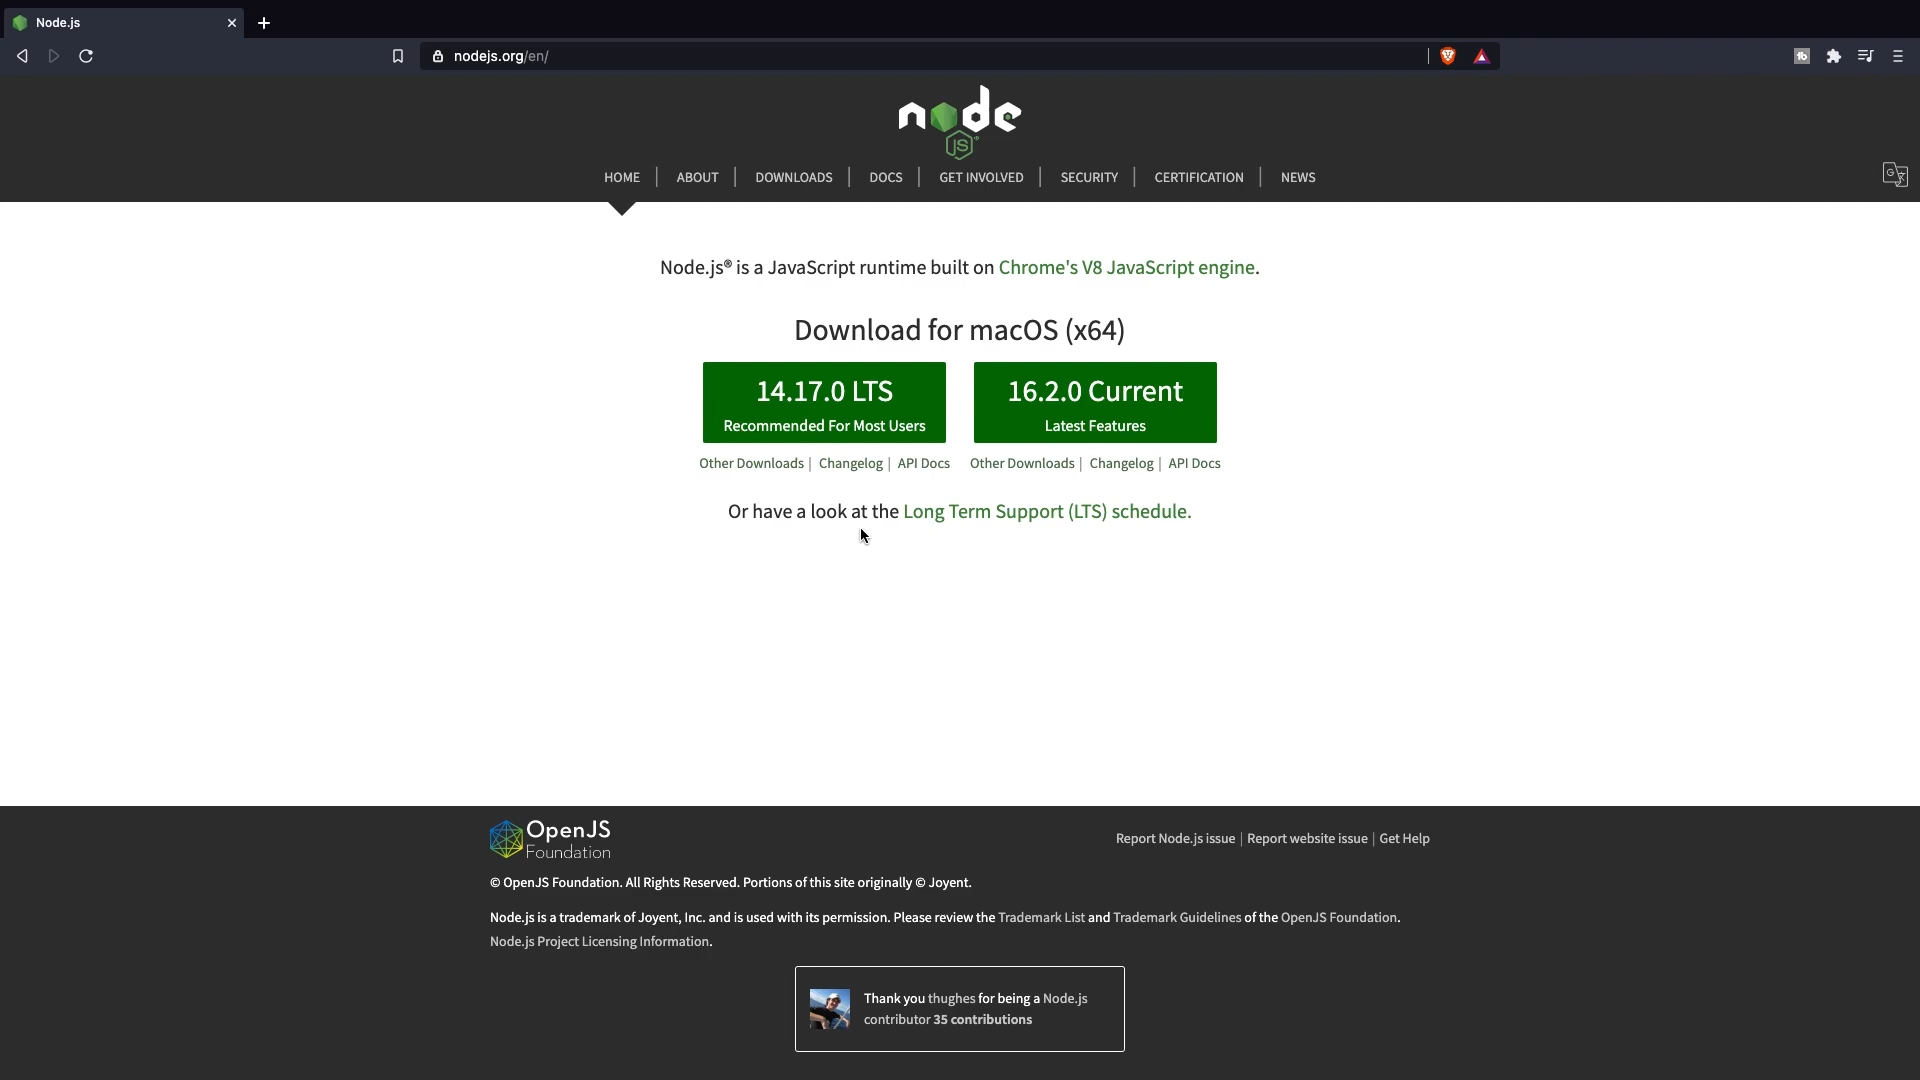 Node.js
nodejs.org/en/
node
JS
HOME | ABOUT | DOWNLOADS | DOCS | GET INVOLVED | SECURITY | CERTIFICATION | NEWS
Node.js® is a JavaScript runtime built on Chrome's V8 JavaScript engine.
Download for macOS (x64)
14.17.0 LTS
Recommended For Most Users
16.2.0 Current
Latest Features
Other Downloads | Changelog | API Docs
Other Downloads | Changelog | API Docs
Or have a look at the Long Term Support (LTS) schedule.
OpenJS
Foundation
Report Node.js issue | Report website issue | Get Help
© OpenJS Foundation. All Rights Reserved. Portions of this site originally © Joyent.
Node.js is a trademark of Joyent, Inc. and is used with its permission. Please review the Trademark List and Trademark Guidelines of the OpenJS Foundation.
Node.js Project Licensing Information.
Thank you thughes for being a Node.js
contributor 35 contributions